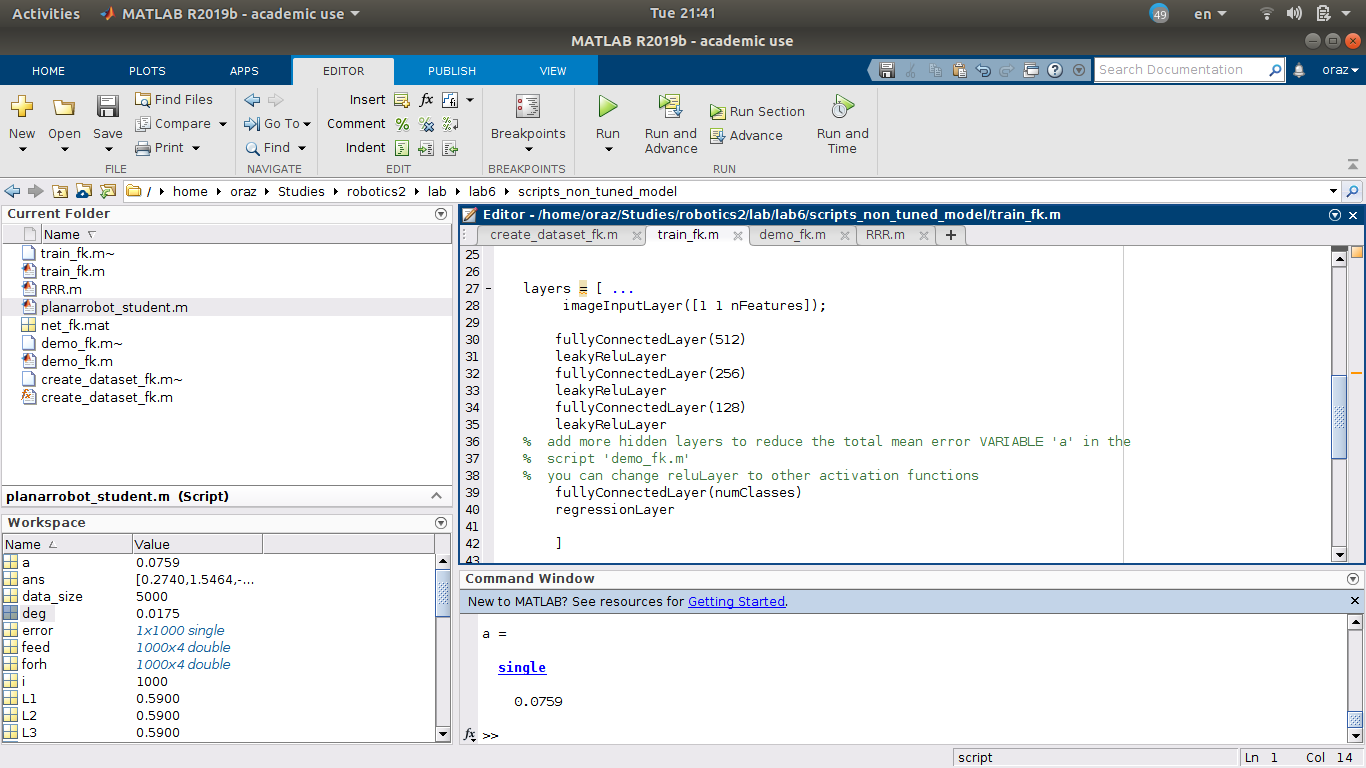 Activities MATLAB R2019b - academic use Tue 21:41 49 en
MATLAB R2019b - academic use
HOME PLOTS APPS EDITOR PUBLISH VIEW Search Documentation oraz
New Open Save Find Files Compare Print
FILE
Go To Find
NAVIGATE
Insert fx
Comment
Indent
EDIT
Breakpoints
BREAKPOINTS
Run Run and Advance Run Section Advance Run and Time
RUN
/ home oraz Studies robotics2 lab lab6 scripts_non_tuned_model
Current Folder
Name
train_fk.m~
train_fk.m
RRR.m
planarrobot_student.m
net_fk.mat
demo_fk.m~
demo_fk.m
create_dataset_fk.m~
create_dataset_fk.m
planarrobot_student.m (Script)
Workspace
Name Value
a 0.0759
ans [0.2740,1.5464,-...
data_size 5000
deg 0.0175
error 1x1000 single
feed 1000x4 double
forh 1000x4 double
i 1000
L1 0.5900
L2 0.5900
L3 0.5900
Editor - /home/oraz/Studies/robotics2/lab/lab6/scripts_non_tuned_model/train_fk.m
create_dataset_fk.m train_fk.m demo_fk.m RRR.m +
25
26
27 - layers = [ ...
28 imageInputLayer([1 1 nFeatures]);
29
30 fullyConnectedLayer(512)
31 leakyReluLayer
32 fullyConnectedLayer(256)
33 leakyReluLayer
34 fullyConnectedLayer(128)
35 leakyReluLayer
36 % add more hidden layers to reduce the total mean error VARIABLE 'a' in the
37 % script 'demo_fk.m'
38 % you can change reluLayer to other activation functions
39 fullyConnectedLayer(numClasses)
40 regressionLayer
41
42 ]
43
Command Window
New to MATLAB? See resources for Getting Started.
a =
single
0.0759
fx >>
script Ln 1 Col 14